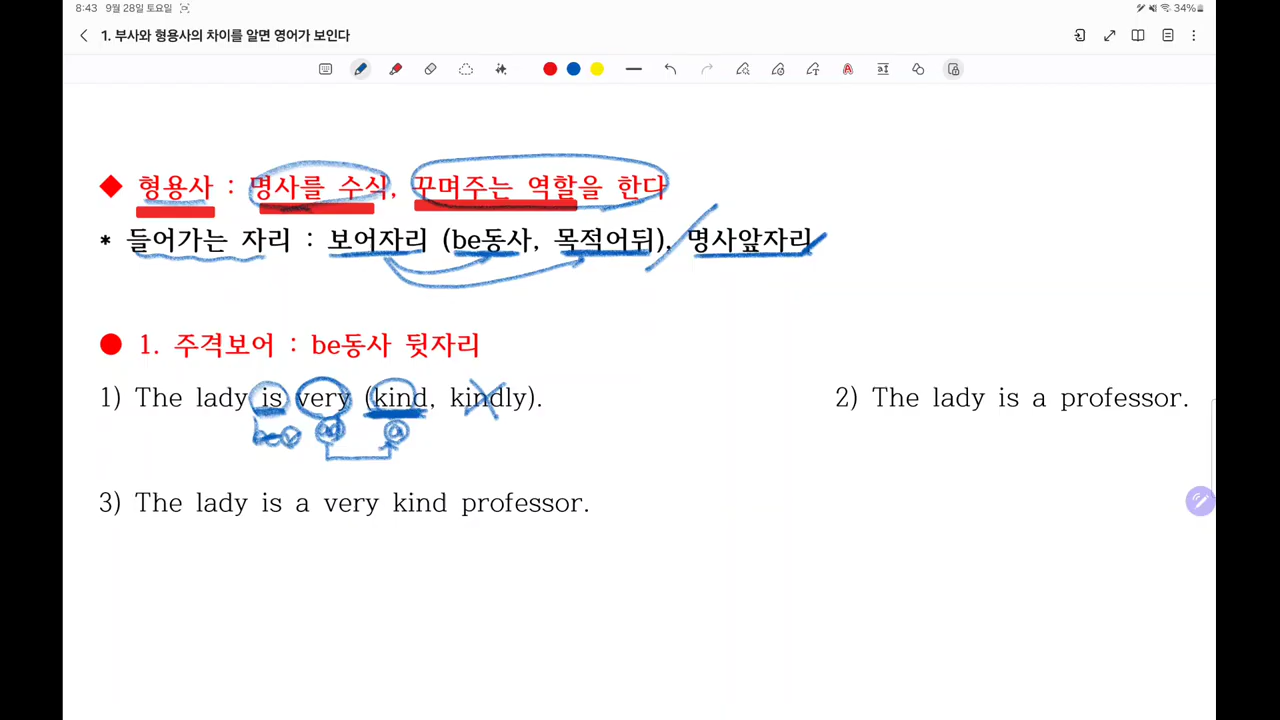 8:43 9월 28일 토요일 34%
1. 부사와 형용사의 차이를 알면 영어가 보인다
◆ 형용사 : 명사를 수식, 꾸며주는 역할을 한다
* 들어가는 자리 : 보어자리 (be동사, 목적어뒤), 명사앞자리
● 1. 주격보어 : be동사 뒷자리
1) The lady is very (kind, kindly). 2) The lady is a professor.
be ⓥ ad ⓐ
3) The lady is a very kind professor.